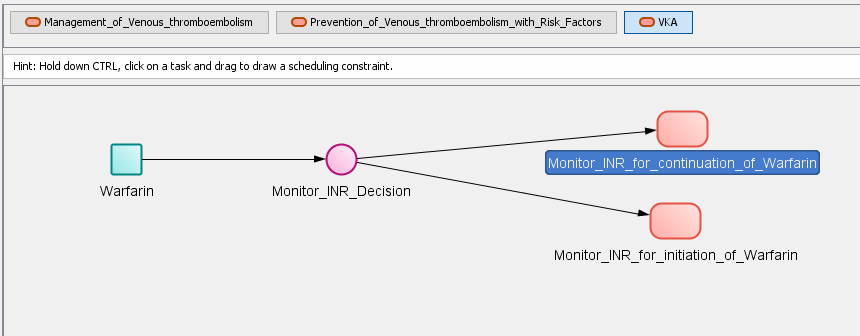 Management_of_Venous_thromboembolism
Prevention_of_Venous_thromboembolism_with_Risk_Factors
VKA
Hint: Hold down CTRL, click on a task and drag to draw a scheduling constraint.
Monitor_INR_for_continuation_of_Warfarin
Warfarin
Monitor_INR_Decision
Monitor_INR_for_initiation_of_Warfarin